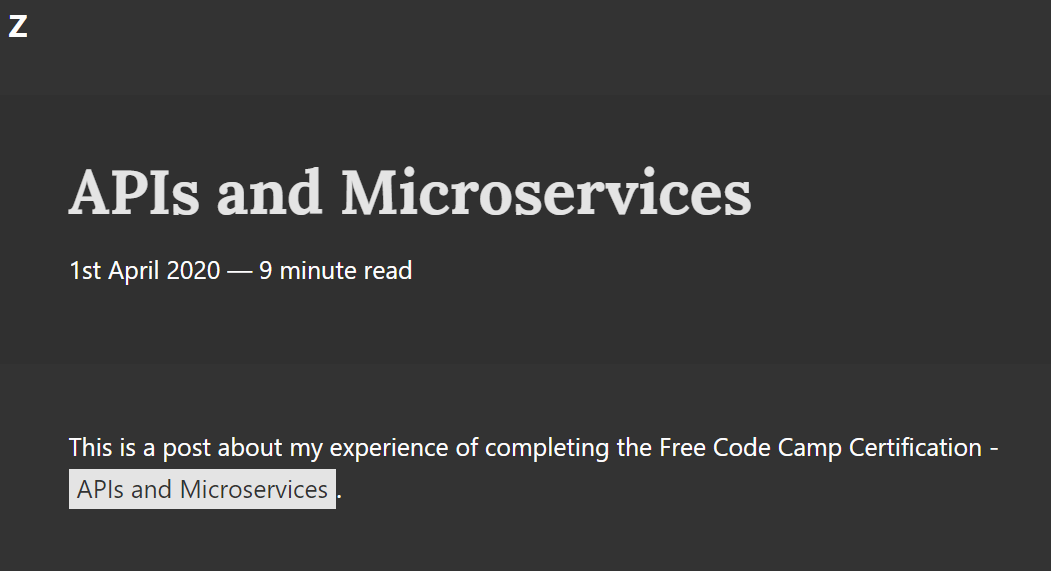 Z
APIs and Microservices
1st April 2020 — 9 minute read
This is a post about my experience of completing the Free Code Camp Certification -
APIs and Microservices.